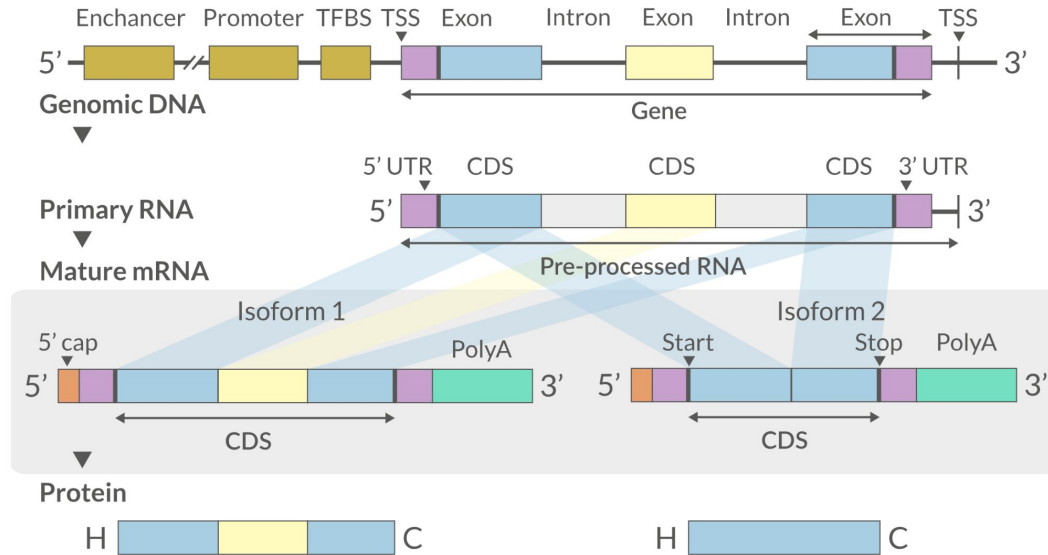 Enchancer Promoter TFBS TSS Exon Intron Exon Intron Exon TSS
5’ 3’
Genomic DNA
Gene
5’ UTR CDS CDS CDS 3’ UTR
Primary RNA 5’ 3’
Mature mRNA
Pre-processed RNA
Isoform 1 Isoform 2
5’ cap PolyA Start Stop PolyA
5’ 3’ 5’ 3’
CDS CDS
Protein
H C H C